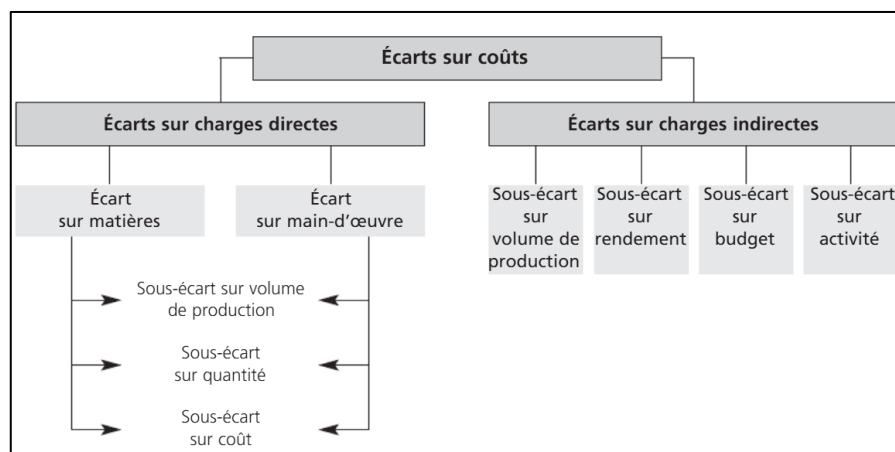 Écarts sur coûts
Écarts sur charges directes
Écarts sur charges indirectes
Écart
sur matières
Écart
sur main-d'œuvre
Sous-écart
sur
volume de
production
Sous-écart
sur
rendement
Sous-écart
sur
budget
Sous-écart
sur
activité
Sous-écart sur volume
de production
Sous-écart
sur quantité
Sous-écart
sur coût